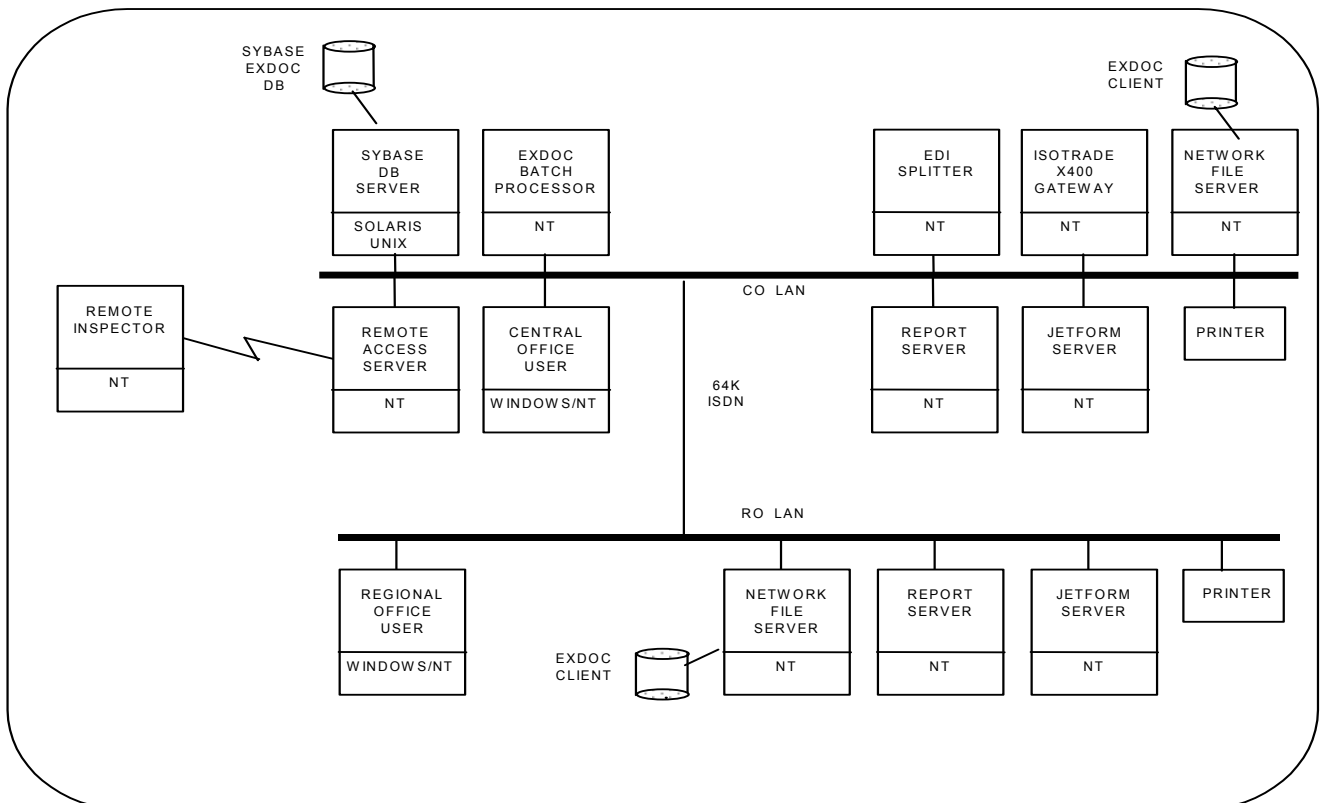 SYBASE
EXDOC
DB
EXDOC
CLIENT
SYBASE
DB
SERVER
SOLARIS
UNIX
EXDOC
BATCH
PROCESSOR
NT
EDI
SPLITTER
NT
ISOTRADE
X400
GATEWAY
NT
NETWORK
FILE
SERVER
NT
CO LAN
REMOTE
INSPECTOR
NT
REMOTE
ACCESS
SERVER
NT
CENTRAL
OFFICE
USER
WINDOWS/NT
64K
ISDN
REPORT
SERVER
NT
JETFORM
SERVER
NT
PRINTER
RO LAN
REGIONAL
OFFICE
USER
WINDOWS/NT
EXDOC
CLIENT
NETWORK
FILE
SERVER
NT
REPORT
SERVER
NT
JETFORM
SERVER
NT
PRINTER